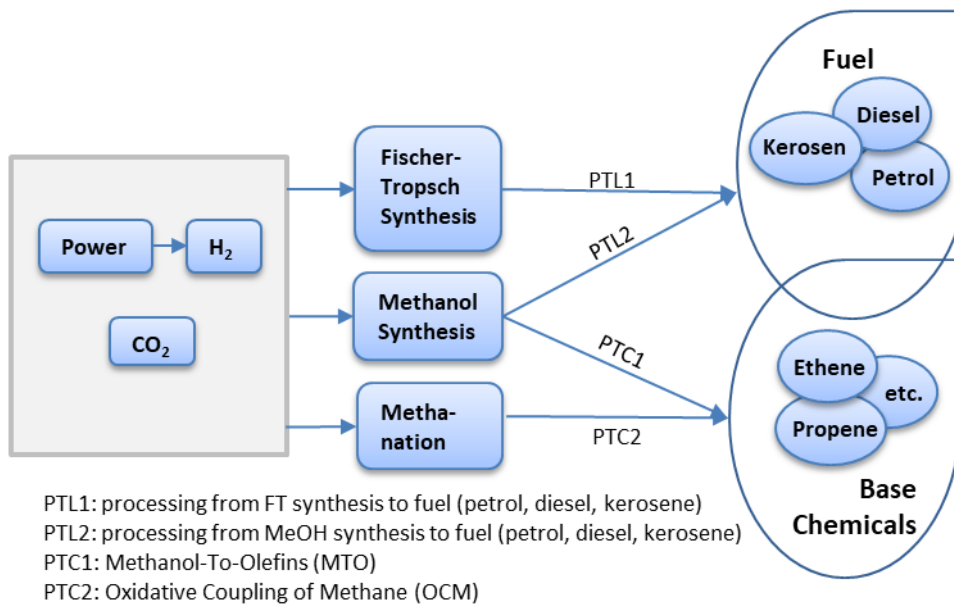 Fuel
Diesel
Kerosen
Petrol
Fischer-
Tropsch
Synthesis
PTL1
Power
H₂
PTL2
CO₂
Methanol
Synthesis
PTC1
Ethene
etc.
Propene
Metha-
nation
PTC2
Base
Chemicals
PTL1: processing from FT synthesis to fuel (petrol, diesel, kerosene)
PTL2: processing from MeOH synthesis to fuel (petrol, diesel, kerosene)
PTC1: Methanol-To-Olefins (MTO)
PTC2: Oxidative Coupling of Methane (OCM)